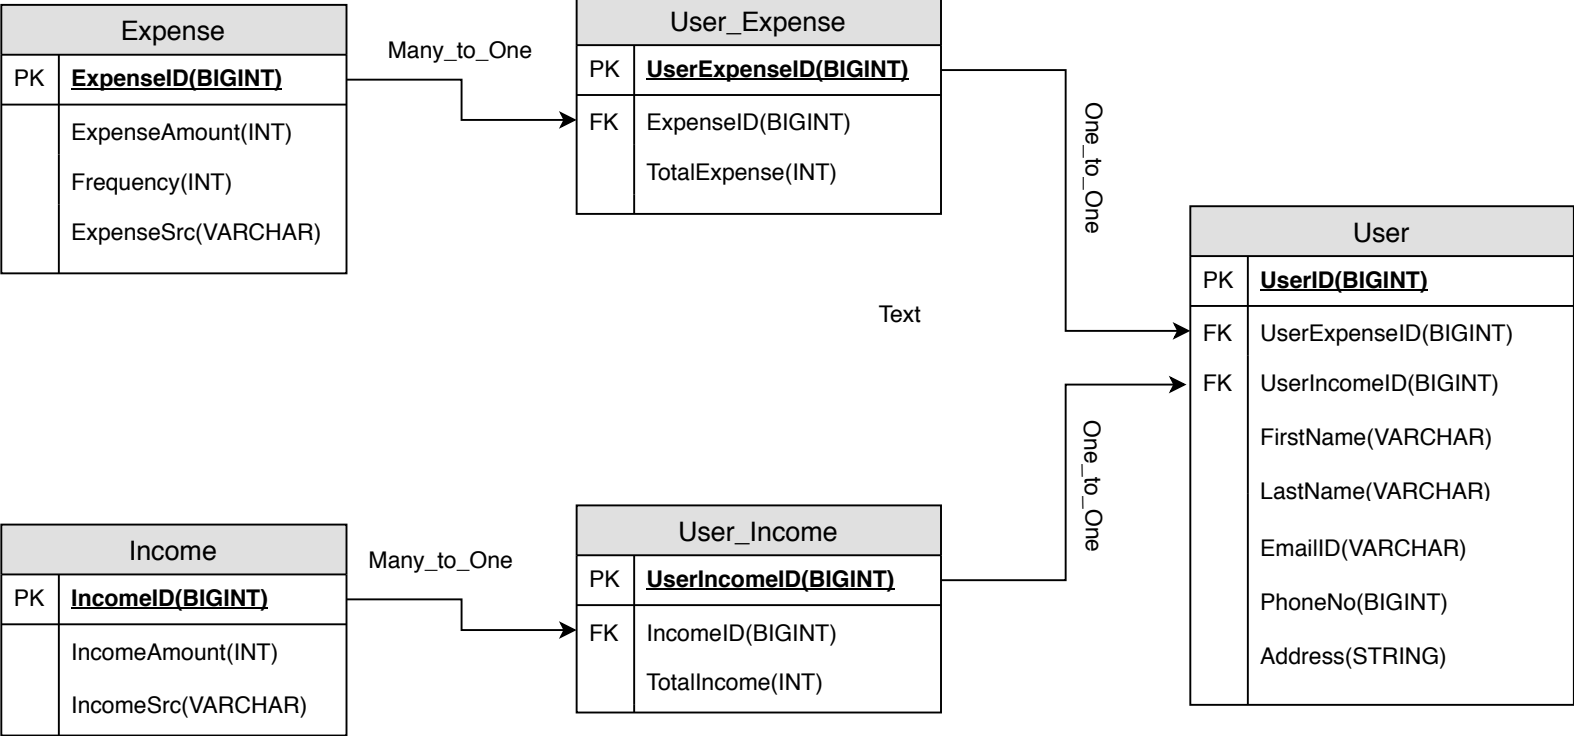 Expense
PK ExpenseID(BIGINT)
ExpenseAmount(INT)
Frequency(INT)
ExpenseSrc(VARCHAR)
Many_to_One
User_Expense
PK UserExpenseID(BIGINT)
FK ExpenseID(BIGINT)
TotalExpense(INT)
One_to_One
Text
User
PK UserID(BIGINT)
FK UserExpenseID(BIGINT)
FK UserIncomeID(BIGINT)
FirstName(VARCHAR)
LastName(VARCHAR)
EmailID(VARCHAR)
PhoneNo(BIGINT)
Address(STRING)
Income
PK IncomeID(BIGINT)
IncomeAmount(INT)
IncomeSrc(VARCHAR)
Many_to_One
User_Income
PK UserIncomeID(BIGINT)
FK IncomeID(BIGINT)
TotalIncome(INT)
One_to_One